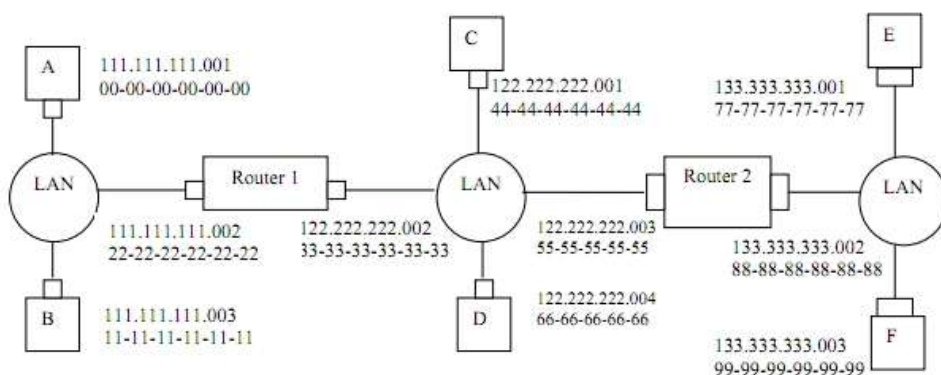 A
111.111.111.001
00-00-00-00-00-00
C
122.222.222.001
44-44-44-44-44-44
E
133.333.333.001
77-77-77-77-77-77
LAN
Router 1
LAN
Router 2
LAN
111.111.111.002
22-22-22-22-22-22
122.222.222.002
33-33-33-33-33-33
122.222.222.003
55-55-55-55-55
133.333.333.002
88-88-88-88-88-88
B
111.111.111.003
11-11-11-11-11-11
D
122.222.222.004
66-66-66-66-66
F
133.333.333.003
99-99-99-99-99-99